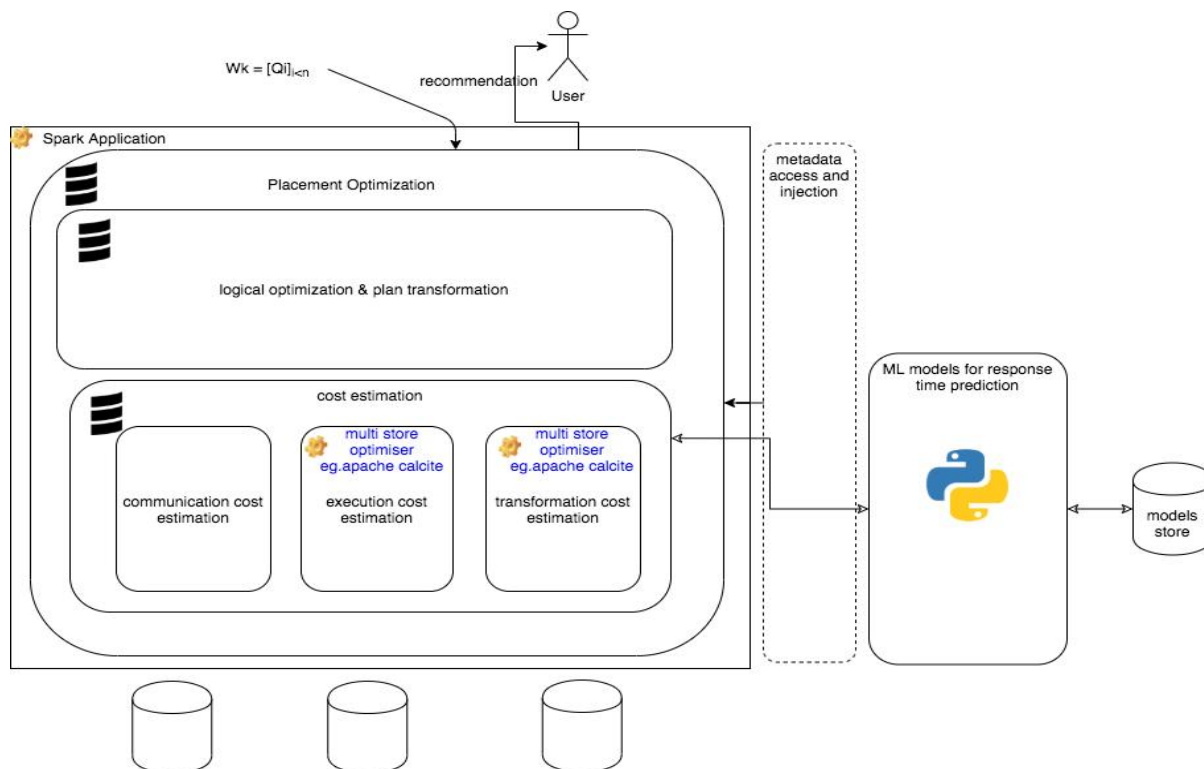 Wk = [Qi]i<n
recommendation
User
Spark Application
Placement Optimization
metadata
access and
injection
logical optimization & plan transformation
ML models for response
time prediction
cost estimation
multi store
optimiser
eg.apache calcite
multi store
optimiser
eg.apache calcite
communication cost
estimation
execution cost
estimation
transformation cost
estimation
models
store